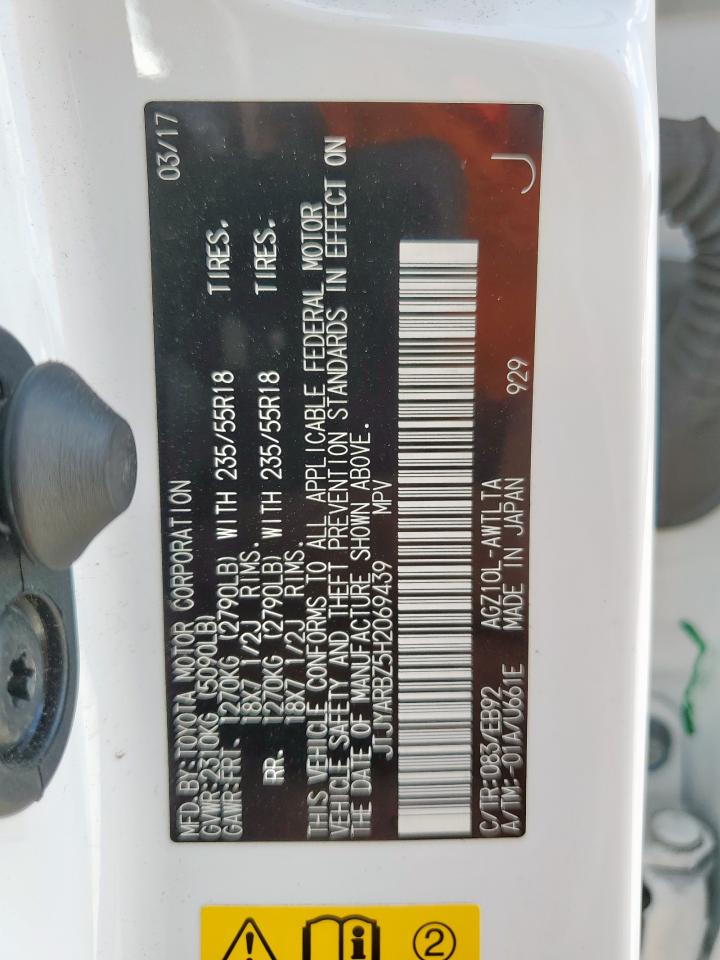 MFD.BY:TOYOTA MOTOR CORPORATION 03/17
GVWR:2310KG (5090LB)
GAWR:FRT. 1270KG (2790LB) WITH 235/55R18 TIRES.
18X7 1/2J RIMS.
RR. 1270KG (2790LB) WITH 235/55R18 TIRES.
18X7 1/2J RIMS.
THIS VEHICLE CONFORMS TO ALL APPLICABLE FEDERAL MOTOR
VEHICLE SAFETY AND THEFT PREVENTION STANDARDS IN EFFECT ON
THE DATE OF MANUFACTURE SHOWN ABOVE.
JTJYARBZ5H2069439 MPV
C/TR:083/EB92 AGZ10L-AWTLTA 929
A/TM:-01A/U661E MADE IN JAPAN J
2